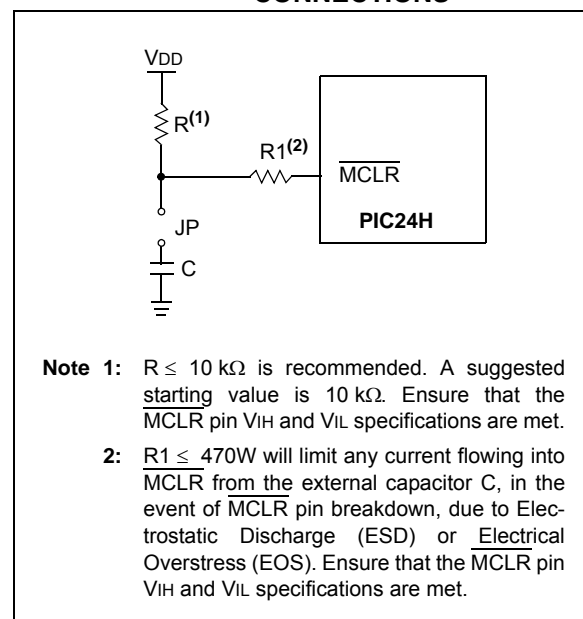 CONNECTIONS
VDD
R(1)
R1(2)
MCLR
JP
PIC24H
C
Note 1: R ≤ 10 kΩ is recommended. A suggested
starting value is 10 kΩ. Ensure that the
MCLR pin VIH and VIL specifications are met.
2: R1 ≤ 470W will limit any current flowing into
MCLR from the external capacitor C, in the
event of MCLR pin breakdown, due to Elec-
trostatic Discharge (ESD) or Electrical
Overstress (EOS). Ensure that the MCLR pin
VIH and VIL specifications are met.